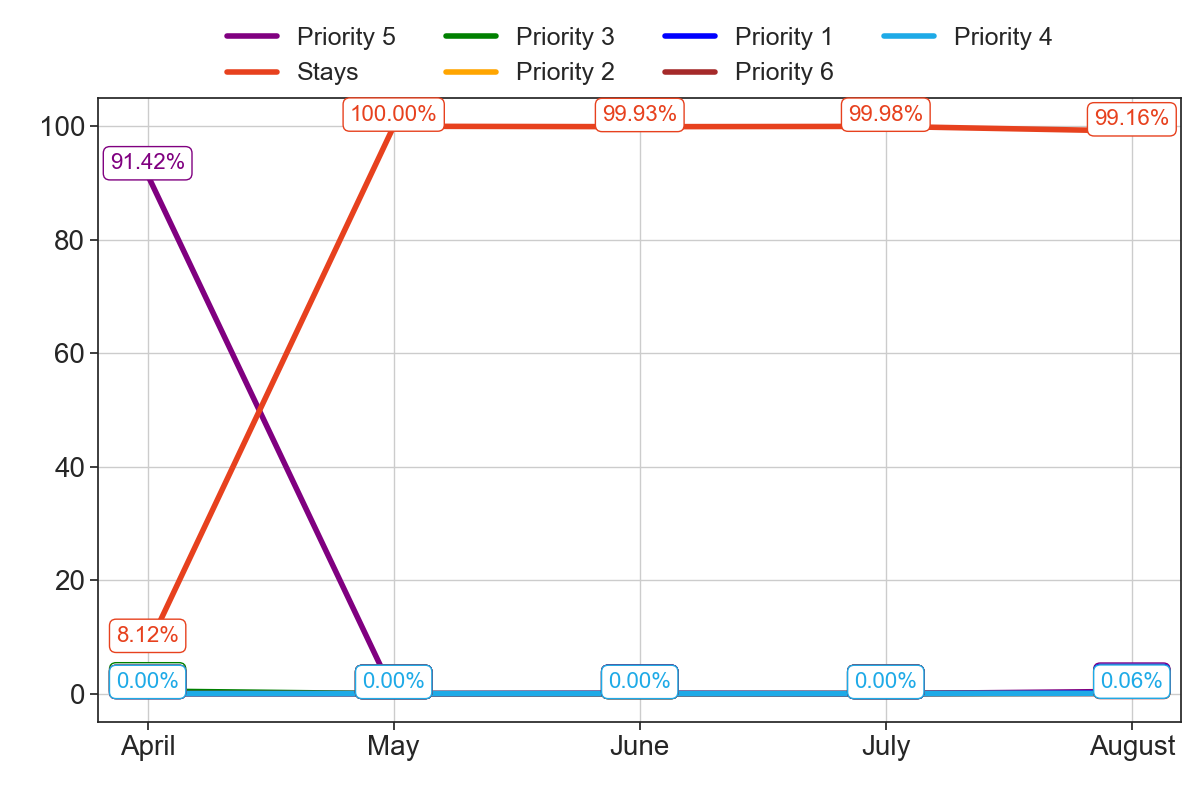 Priority 5 Priority 3 Priority 1 Priority 4
Stays Priority 2 Priority 6
100.00% 99.93% 99.98% 99.16%
100
91.42%
80
60
40
20
8.12%
0.00% 0.00% 0.00% 0.00% 0.06%
0
April May June July August